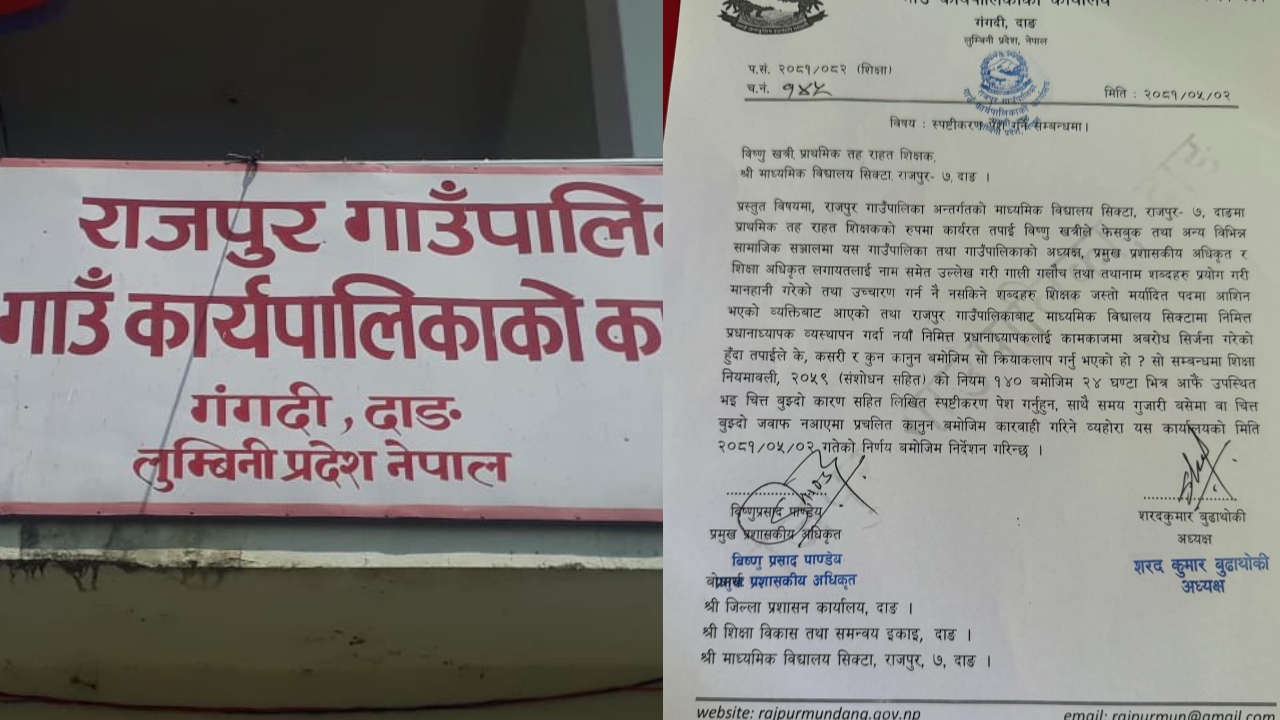 राजपुर गाउँपालि
गाउँ कार्यपालिकाको क
गंगदी, दाङ
लुम्बिनी प्रदेश नेपाल
गाउँ कार्यपालिकाको कार्यालय
गंगदी, दाङ
लुम्बिनी प्रदेश, नेपाल
प.सं. २०८१/०८२ (शिक्षा)
च.नं. १४५
मिति : २०८१/०५/०२
विषय : स्पष्टीकरण पेश गर्ने सम्बन्धमा।
विष्णु खत्री, प्राथमिक तह राहत शिक्षक,
श्री माध्यमिक विद्यालय सिक्टा, राजपुर- ७, दाङ ।
प्रस्तुत विषयमा, राजपुर गाउँपालिका अन्तर्गतको माध्यमिक विद्यालय सिक्टा, राजपुर- ७, दाङमा
प्राथमिक तह राहत शिक्षकको रुपमा कार्यरत तपाई विष्णु खत्रीले फेसबुक तथा अन्य विभिन्न
सामाजिक सञ्जालमा यस गाउँपालिका तथा गाउँपालिकाको अध्यक्ष, प्रमुख प्रशासकीय अधिकृत र
शिक्षा अधिकृत लगायतलाई नाम समेत उल्लेख गरी गाली गलौच तथा तथानाम शब्दहरु प्रयोग गरी
मानहानी गरेको तथा उच्चारण गर्न नै नसकिने शब्दहरु शिक्षक जस्तो मर्यादित पदमा आशिन
भएको व्यक्तिबाट आएको तथा राजपुर गाउँपालिकाबाट माध्यमिक विद्यालय सिक्टामा निमित्त
प्रधानाध्यापक व्यस्थापन गर्दा नयाँ निमित्त प्रधानाध्यापकलाई कामकाजमा अबरोध सिर्जना गरेको
हुँदा तपाईले के, कसरी र कुन कानुन बमोजिम सो क्रियाकलाप गर्नु भएको हो ? सो सम्बन्धमा शिक्षा
नियमाबली, २०५९ (संशोधन सहित) को नियम १४० बमोजिम २४ घण्टा भित्र आफै उपस्थित
भइ चित्त बुझ्दो कारण सहित लिखित स्पष्टीकरण पेश गर्नुहुन, साथै समय गुजारी बसेमा वा चित्त
बुझ्दो जवाफ नआएमा प्रचलित कानुन बमोजिम कारवाही गरिने व्यहोरा यस कार्यालयको मिति
२०८१/०५/०२ गतेको निर्णय बमोजिम निर्देशन गरिन्छ ।
विष्णुप्रसाद पाण्डेय
प्रमुख प्रशासकीय अधिकृत
विष्णु प्रसाद पाण्डेय
प्रमुख प्रशासकीय अधिकृत
शरदकुमार बुढाथोकी
अध्यक्ष
शरद कुमार बुढाथोकी
अध्यक्ष
श्री जिल्ला प्रशासन कार्यालय, दाङ ।
श्री शिक्षा विकास तथा समन्वय इकाइ, दाङ ।
श्री माध्यमिक विद्यालय सिक्टा, राजपुर, ७, दाङ ।
website: rajpurmundang.gov.np
email: rajpurmun@gmail.com